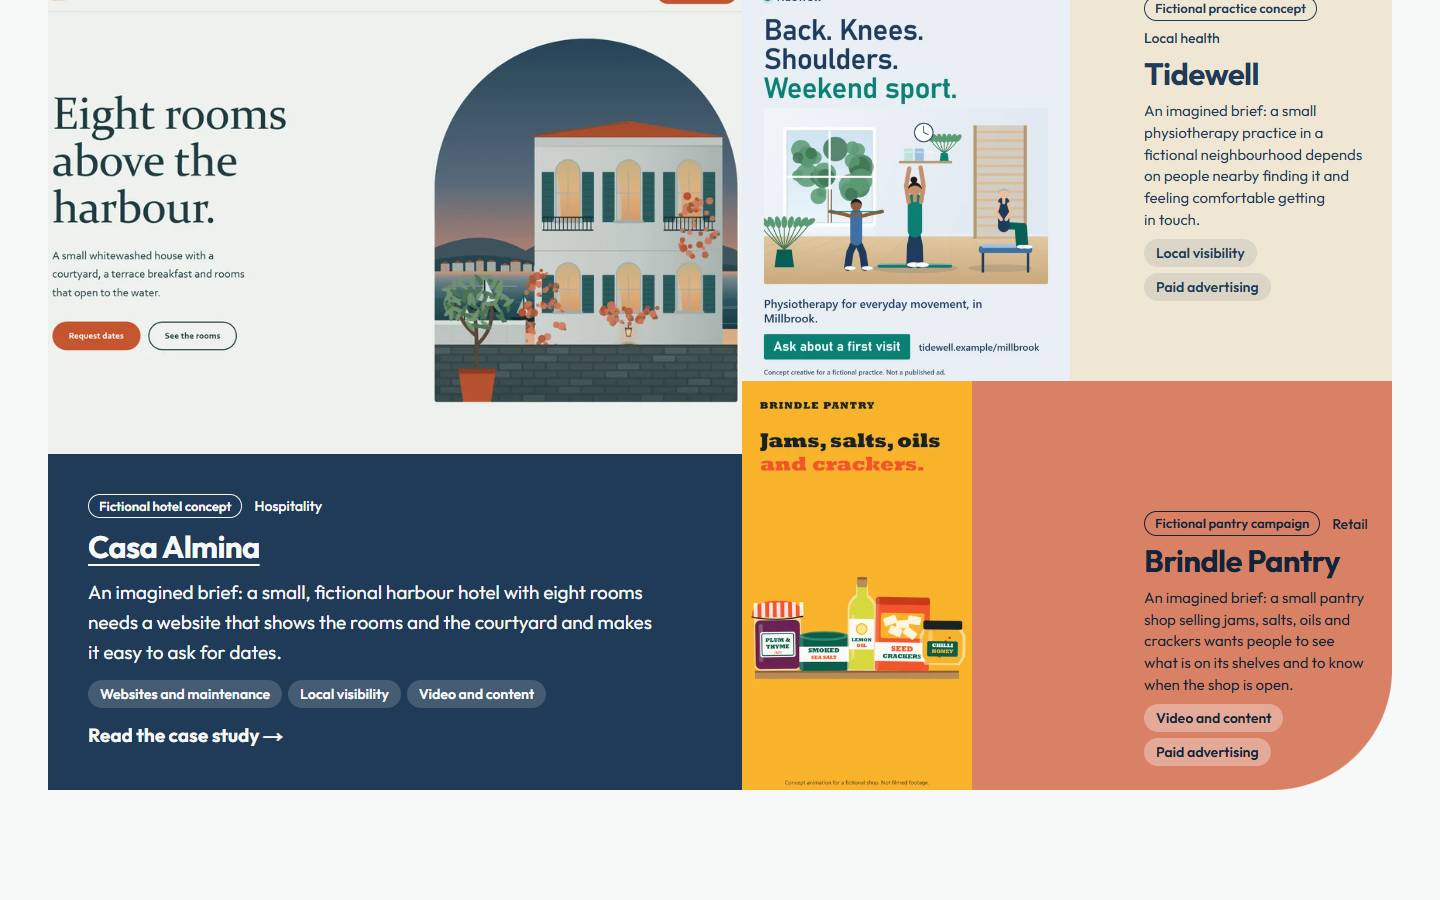 Eight rooms
above the
harbour.
A small whitewashed house with a
courtyard, a terrace breakfast and rooms
that open to the water.
Request dates
See the rooms
Fictional hotel concept
Hospitality
Casa Almina
An imagined brief: a small, fictional harbour hotel with eight rooms
needs a website that shows the rooms and the courtyard and makes
it easy to ask for dates.
Websites and maintenance
Local visibility
Video and content
Read the case study →
Back. Knees.
Shoulders.
Weekend sport.
Physiotherapy for everyday movement, in
Millbrook.
Ask about a first visit
tidewell.example/millbrook
Concept creative for a fictional practice. Not a published ad.
Fictional practice concept
Local health
Tidewell
An imagined brief: a small
physiotherapy practice in a
fictional neighbourhood depends
on people nearby finding it and
feeling comfortable getting
in touch.
Local visibility
Paid advertising
BRINDLE PANTRY
Jams, salts, oils
and crackers.
PLUM &
THYME
SMOKED
SEA SALT
LEMON
OIL
SEED
CRACKERS
CHILLI
HONEY
Concept animation for a fictional shop. Not filmed footage.
Fictional pantry campaign
Retail
Brindle Pantry
An imagined brief: a small pantry
shop selling jams, salts, oils and
crackers wants people to see
what is on its shelves and to know
when the shop is open.
Video and content
Paid advertising